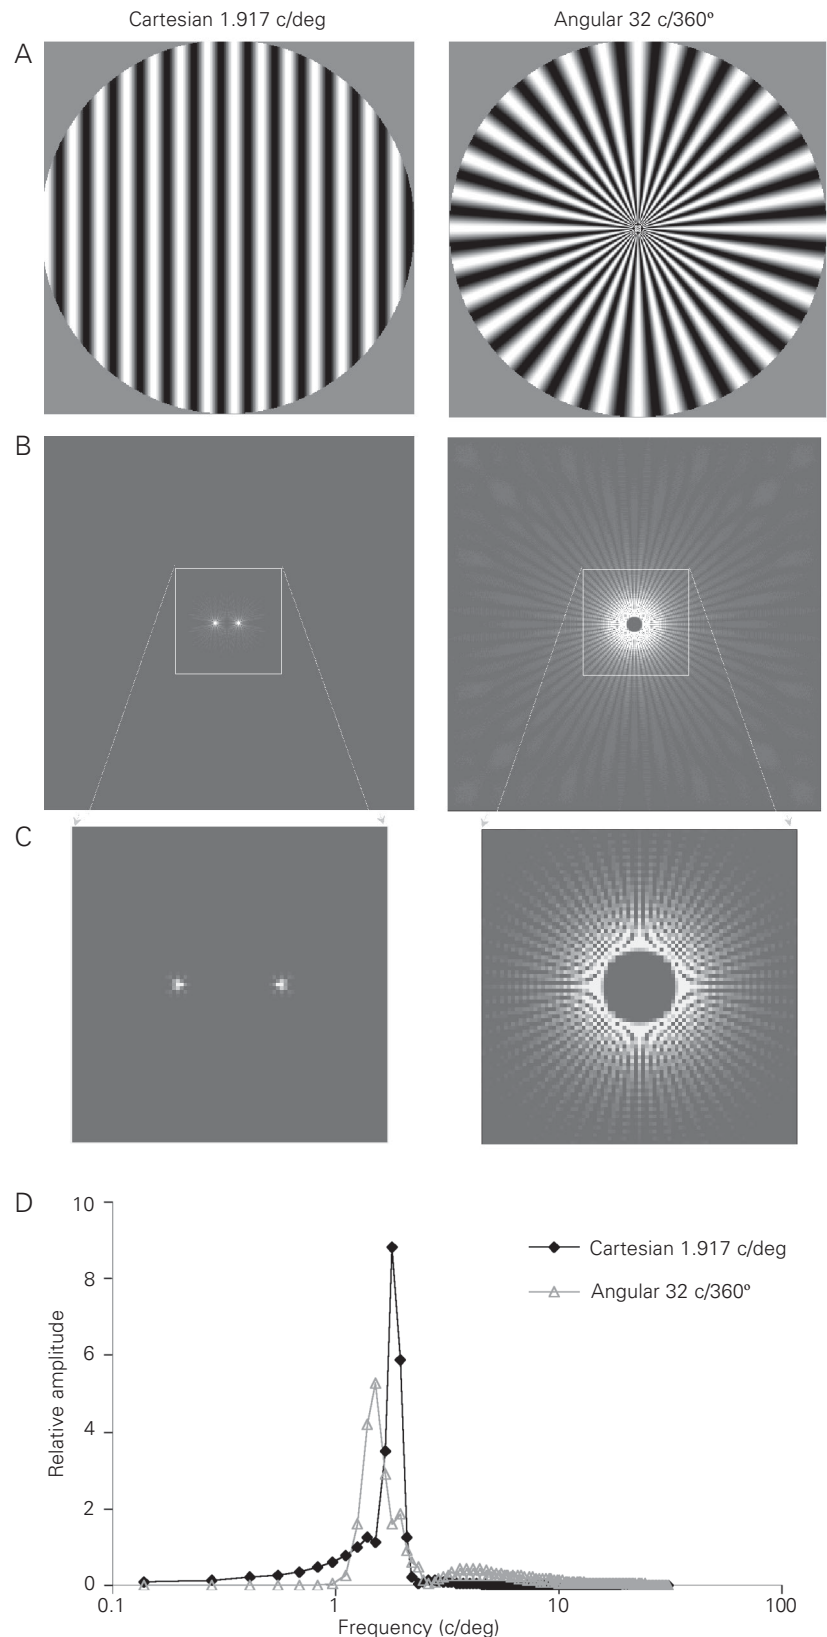 Cartesian 1.917 c/deg
Angular 32 c/360º
A
B
C
D
10
8
6
4
2
0
Relative amplitude
Cartesian 1.917 c/deg
Angular 32 c/360º
0.1
1
10
100
Frequency (c/deg)